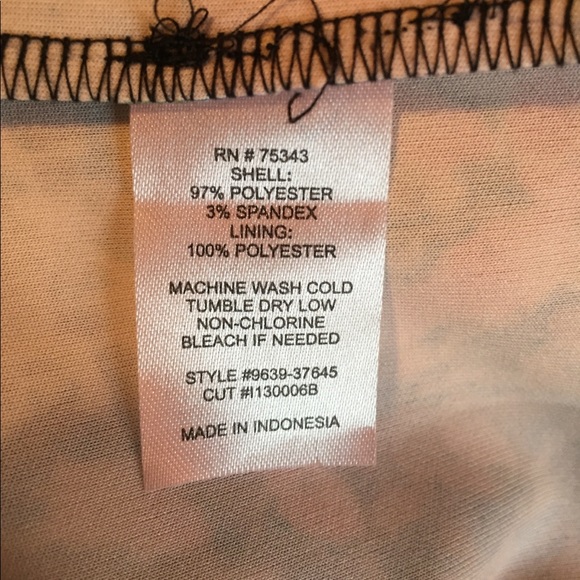 RN # 75343
SHELL:
97% POLYESTER
3% SPANDEX
LINING:
100% POLYESTER
MACHINE WASH COLD
TUMBLE DRY LOW
NON-CHLORINE
BLEACH IF NEEDED
STYLE #9639-37645
CUT #I130006B
MADE IN INDONESIA